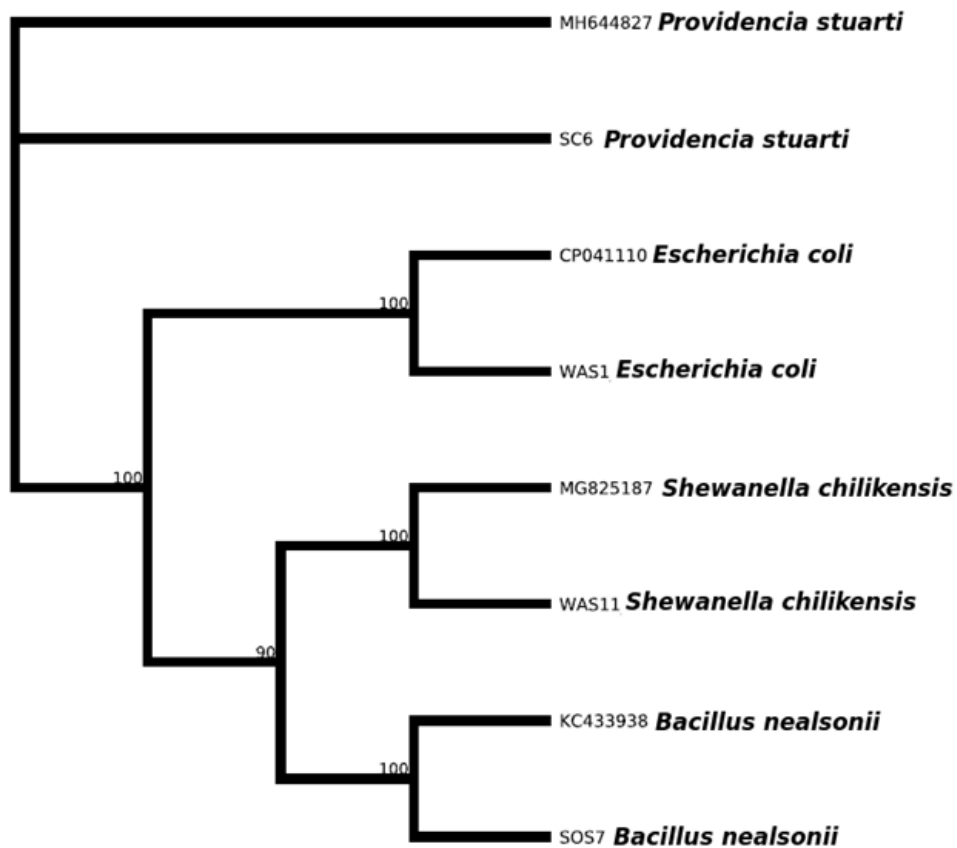 MH644827 Providencia stuarti
SC6 Providencia stuarti
CP041110 Escherichia coli
100
WAS1 Escherichia coli
100
MG825187 Shewanella chilikensis
100
WAS11 Shewanella chilikensis
90
KC433938 Bacillus nealsonii
100
SOS7 Bacillus nealsonii